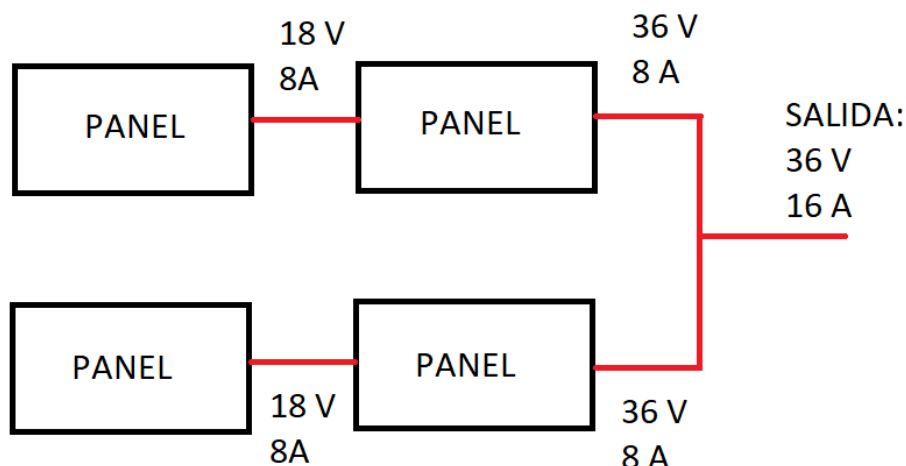 18 V
8A
36 V
8 A
PANEL
PANEL
SALIDA:
36 V
16 A
PANEL
PANEL
18 V
8A
36 V
8 A